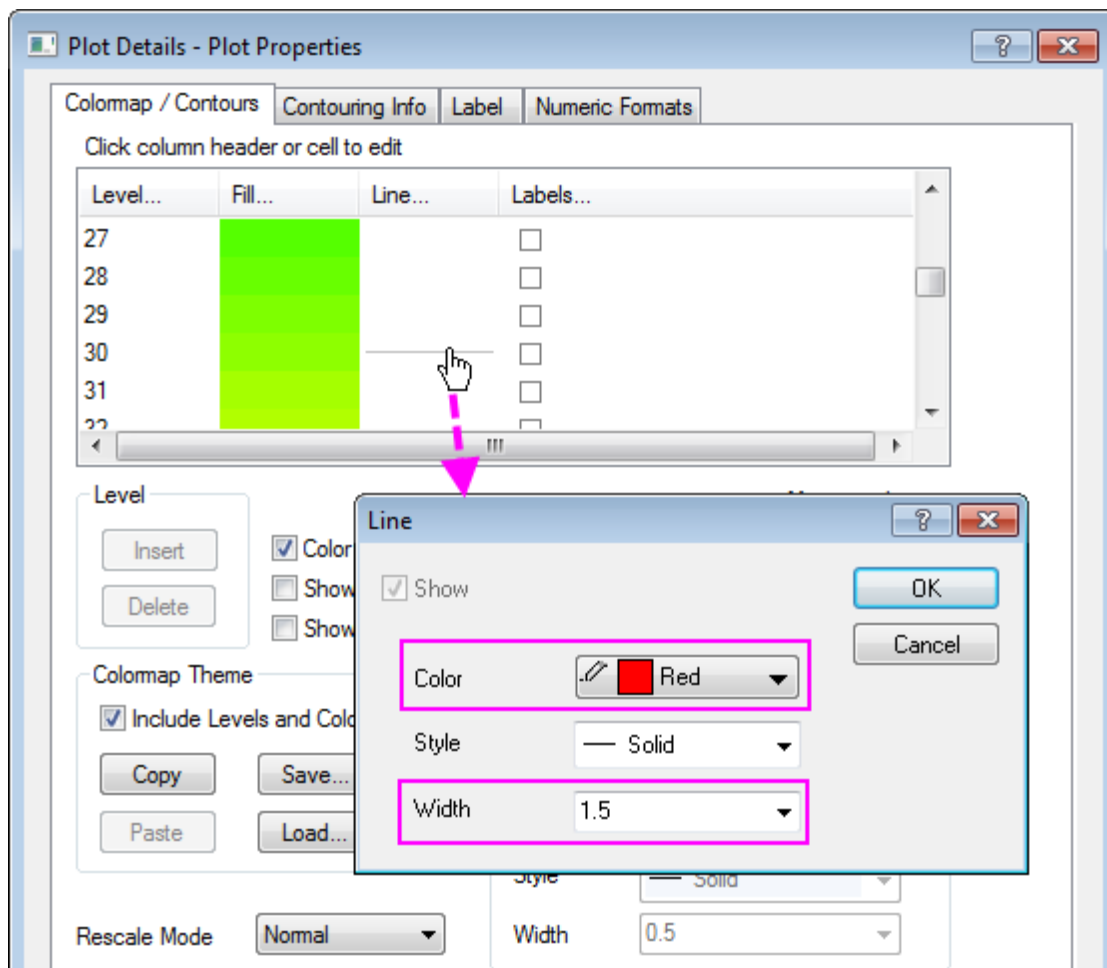 Plot Details - Plot Properties
Colormap / Contours Contouring Info Label Numeric Formats
Click column header or cell to edit
Level... Fill... Line... Labels...
27
28
29
30
31
32
Level
Insert
Delete
Color
Show
Show
Colormap Theme
Include Levels and Colo
Copy Save...
Paste Load...
Rescale Mode Normal
Line
Show
OK
Cancel
Color Red
Style Solid
Width 1.5
Style Solid
Width 0.5